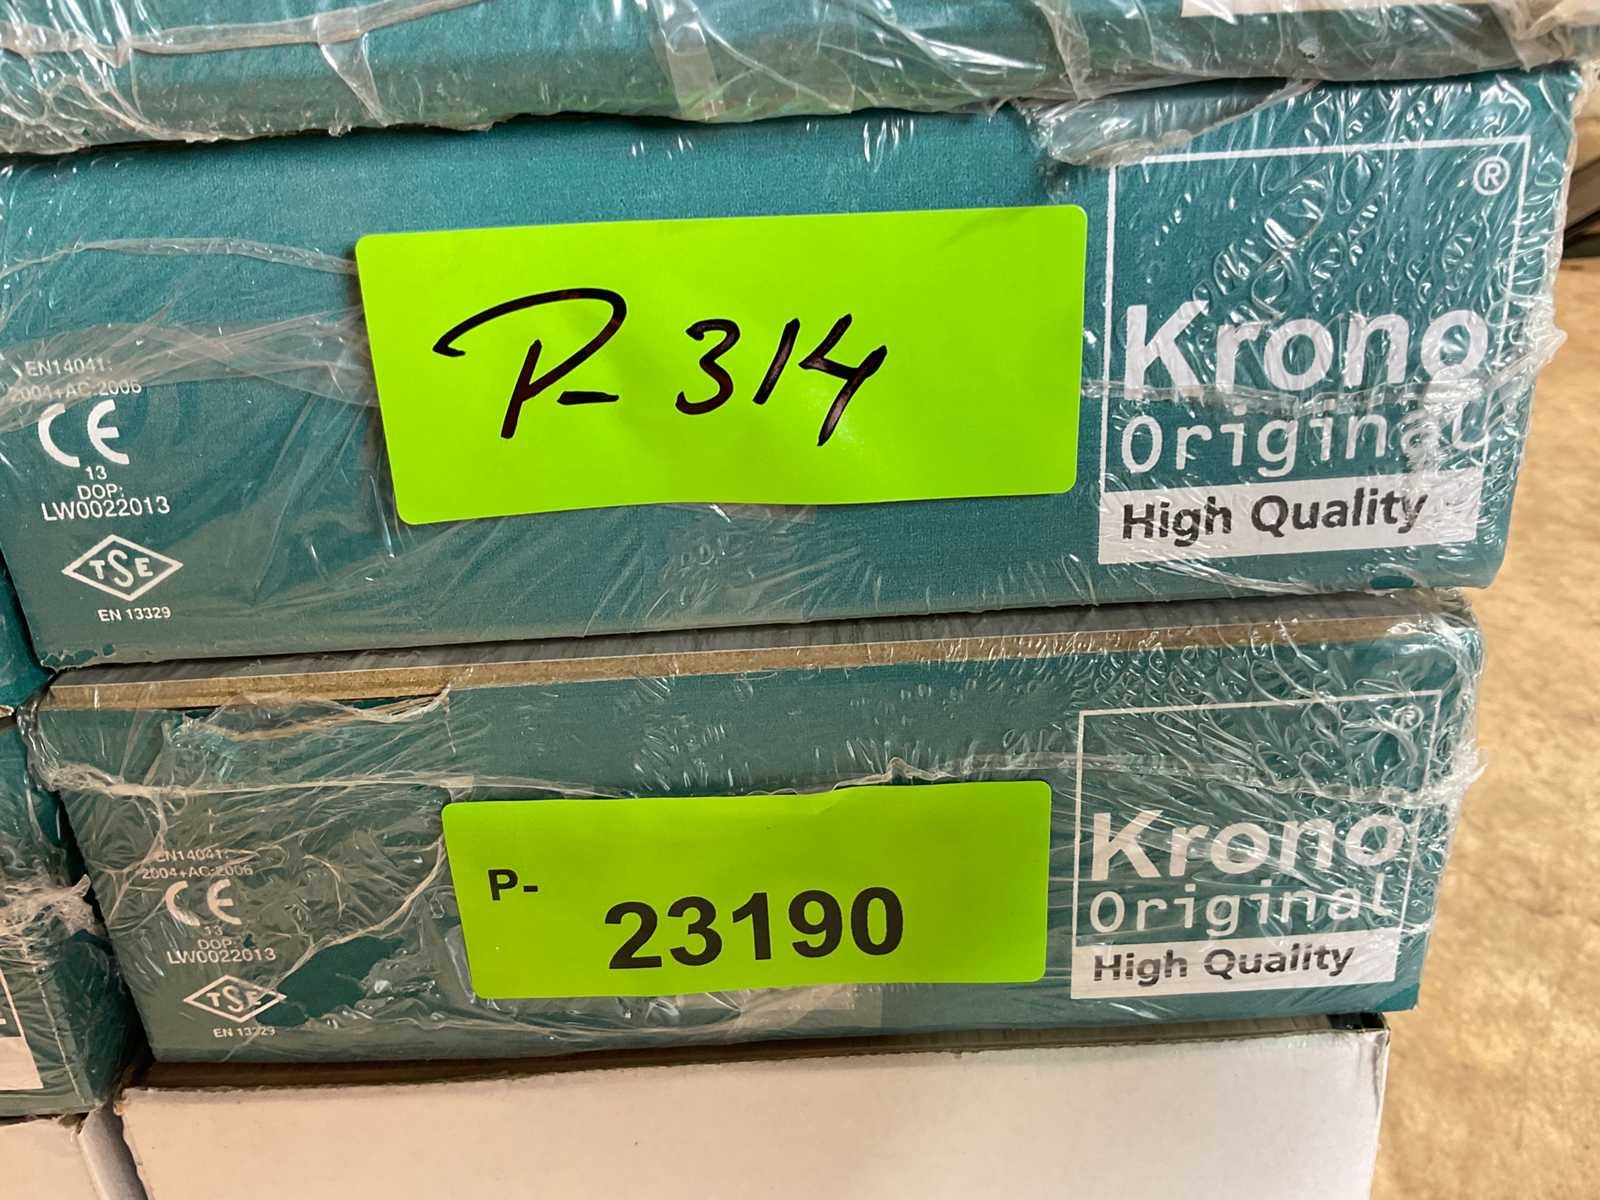 P- 314
EN14041:
2004+AC:2006
CE
13
DOP:
LW0022013
TSE
EN 13329
®
Krono
Original
High Quality
P-
23190
EN14041:
2004+AC:2006
CE
13
DOP:
LW0022013
TSE
EN 13329
®
Krono
Original
High Quality